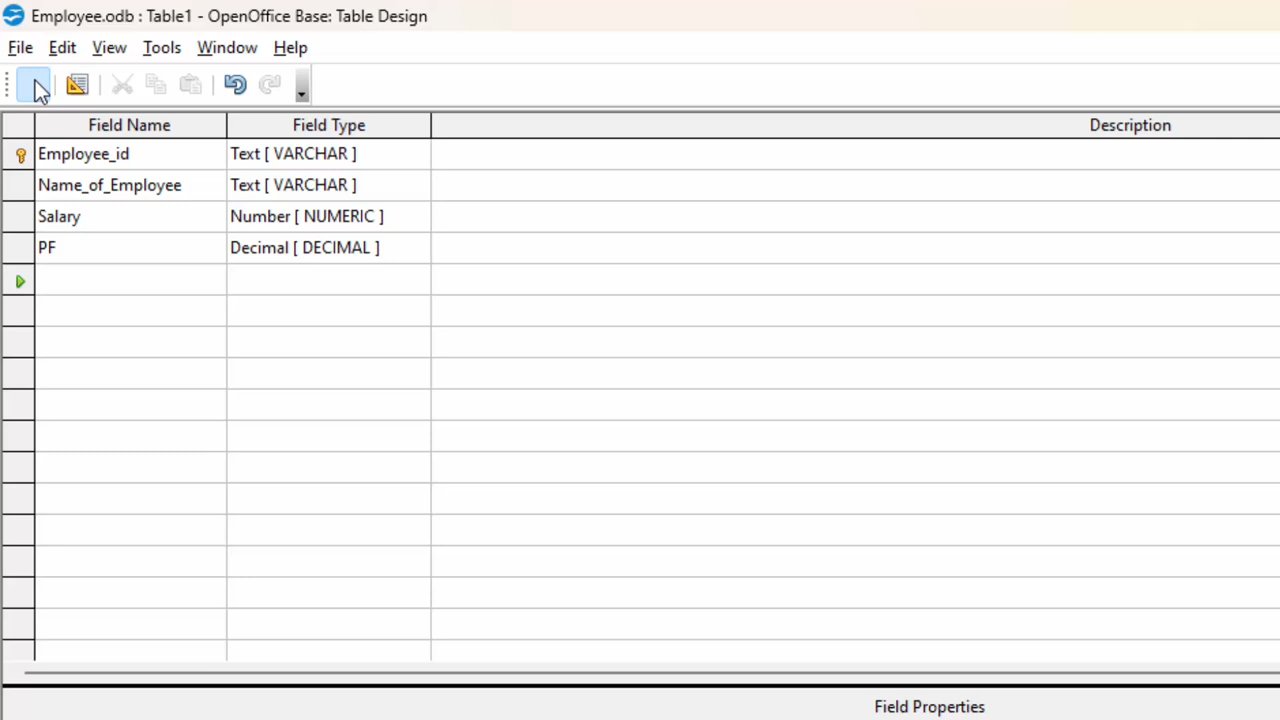 Employee.odb : Table1 - OpenOffice Base: Table Design
File Edit View Tools Window Help
Field Name Field Type Description
Employee_id Text [ VARCHAR ]
Name_of_Employee Text [ VARCHAR ]
Salary Number [ NUMERIC ]
PF Decimal [ DECIMAL ]
Field Properties